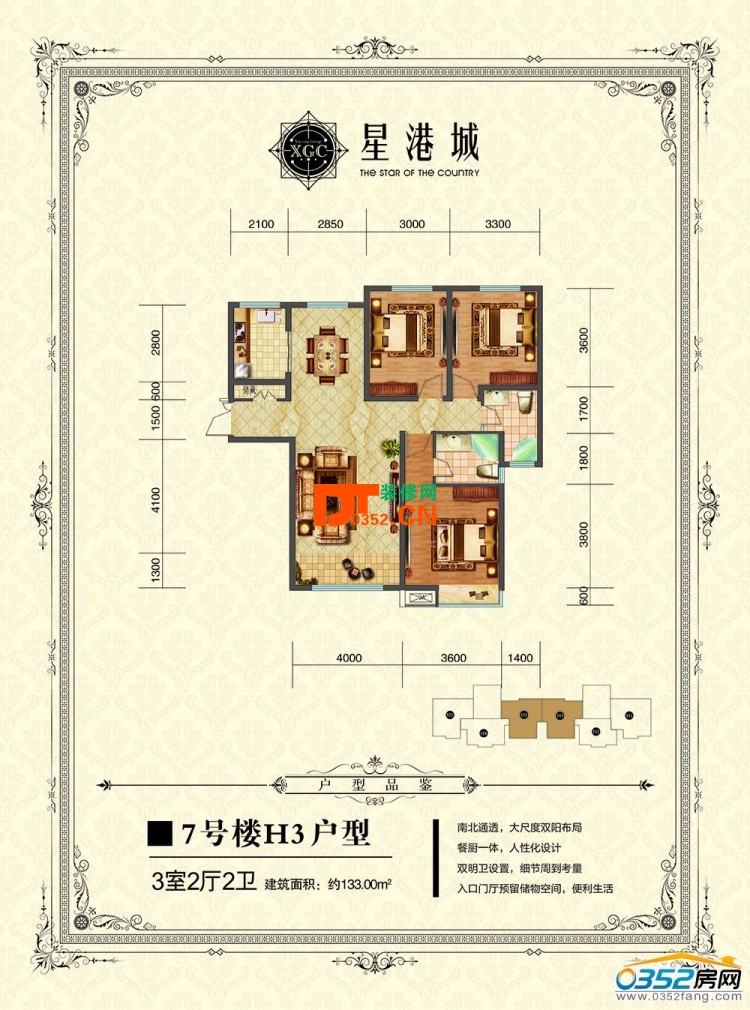 XGC
星港城
THE STAR OF THE COUNTRY
2100 2850 3000 3300
2800 600 1500 4100 1300
3600 1700 1800 3800 600
储藏
DT装修网
0352.CN
4000 3600 1400
户型品鉴
7号楼H3户型
3室2厅2卫 建筑面积：约133.00m²
南北通透，大尺度双阳布局
餐厨一体，人性化设计
双明卫设置，细节周到考量
入口门厅预留储物空间，便利生活
0352房网
www.0352fang.com